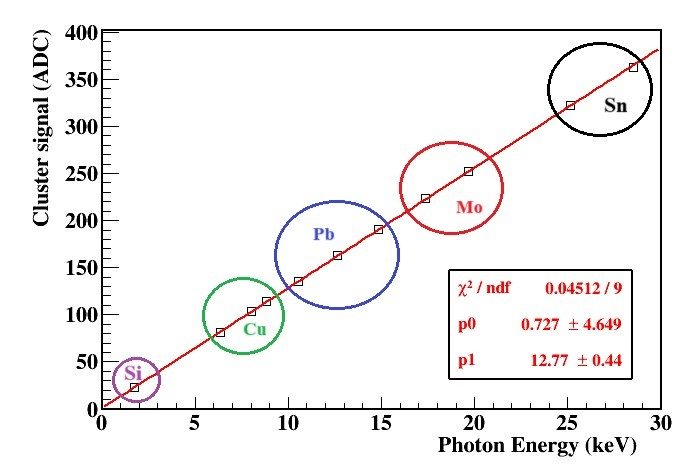 Cluster signal (ADC)
400
350
300
250
200
150
100
50
0
Si
Cu
Pb
Mo
Sn
χ² / ndf 0.04512 / 9
p0 0.727 ± 4.649
p1 12.77 ± 0.44
0 5 10 15 20 25 30
Photon Energy (keV)